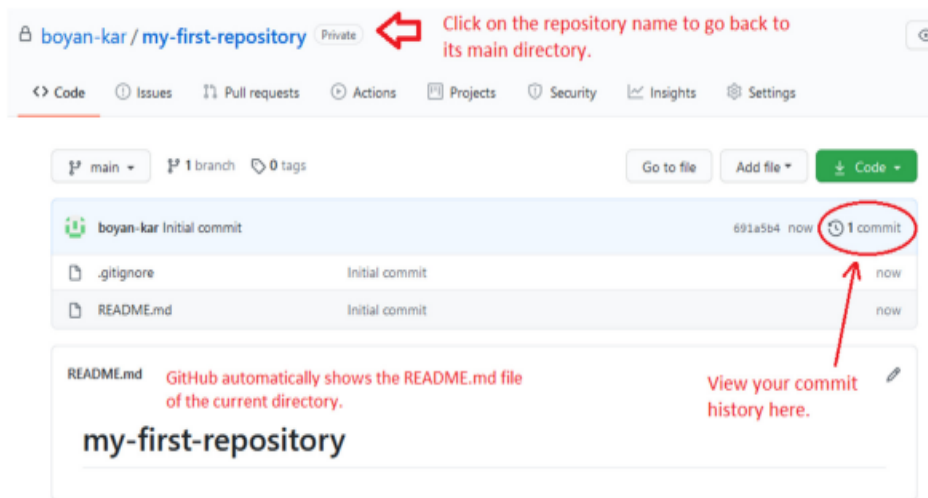 boyan-kar / my-first-repository Private
Click on the repository name to go back to
its main directory.
Code Issues Pull requests Actions Projects Security Insights Settings
main 1 branch 0 tags Go to file Add file Code
boyan-kar Initial commit 691a5b4 now 1 commit
.gitignore Initial commit now
README.md Initial commit now
README.md
GitHub automatically shows the README.md file
of the current directory.
View your commit
history here.
my-first-repository